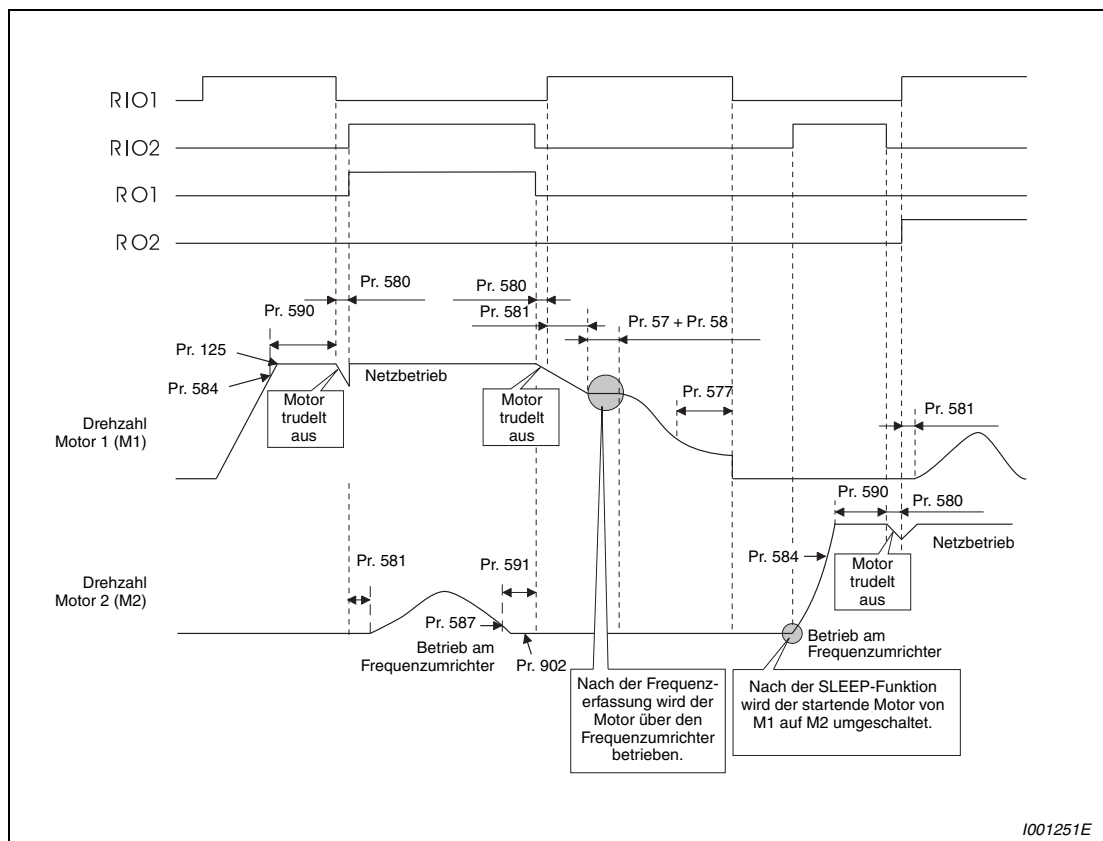 RIO1
RIO2
RO1
RO2
Pr. 580
Pr. 580
Pr. 590
Pr. 581
Pr. 57 + Pr. 58
Pr. 125
Pr. 584
Netzbetrieb
Pr. 577
Motor
trudelt
aus
Motor
trudelt
aus
Drehzahl
Motor 1 (M1)
Pr. 581
Pr. 590
Pr. 580
Netzbetrieb
Pr. 581
Pr. 591
Pr. 584
Motor
trudelt
aus
Drehzahl
Motor 2 (M2)
Pr. 587
Betrieb am
Frequenzumrichter
Pr. 902
Betrieb am
Frequenzumrichter
Nach der Frequenz-
erfassung wird der
Motor über den
Frequenzumrichter
betrieben.
Nach der SLEEP-Funktion
wird der startende Motor von
M1 auf M2 umgeschaltet.
I001251E